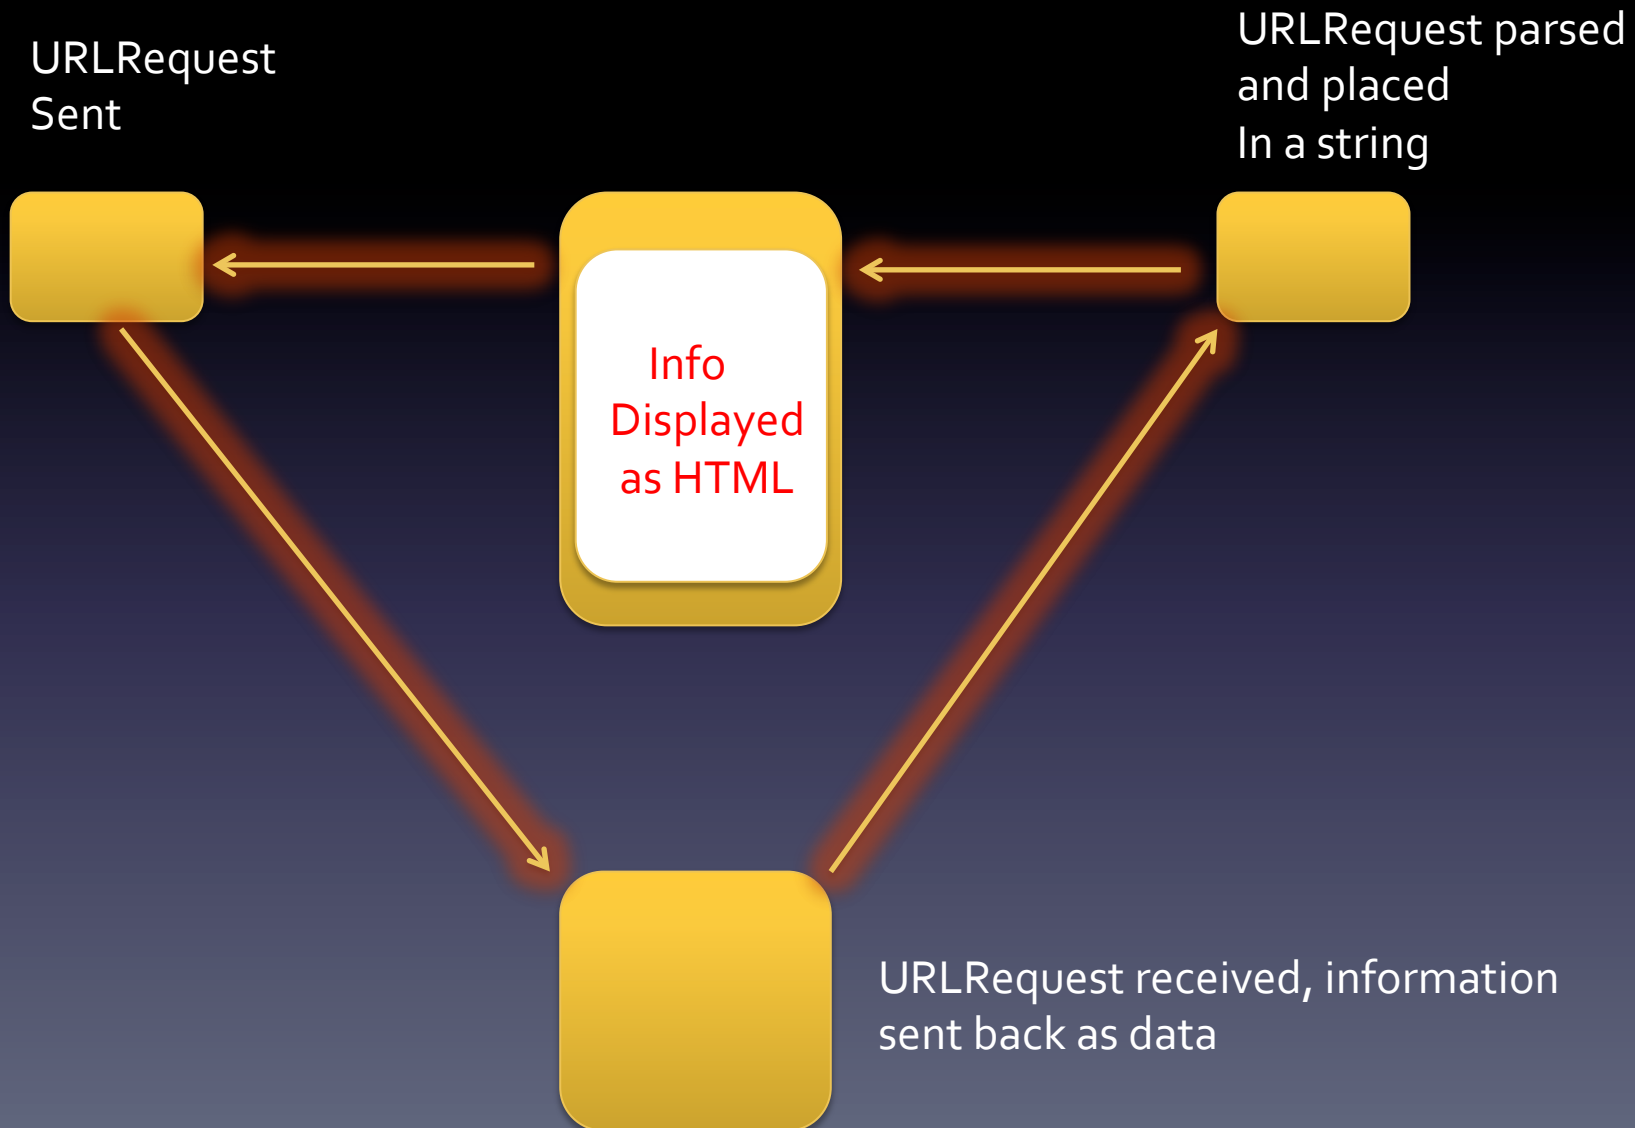 URLRequest
Sent
URLRequest parsed
and placed
In a string
Info
Displayed
as HTML
URLRequest received, information
sent back as data